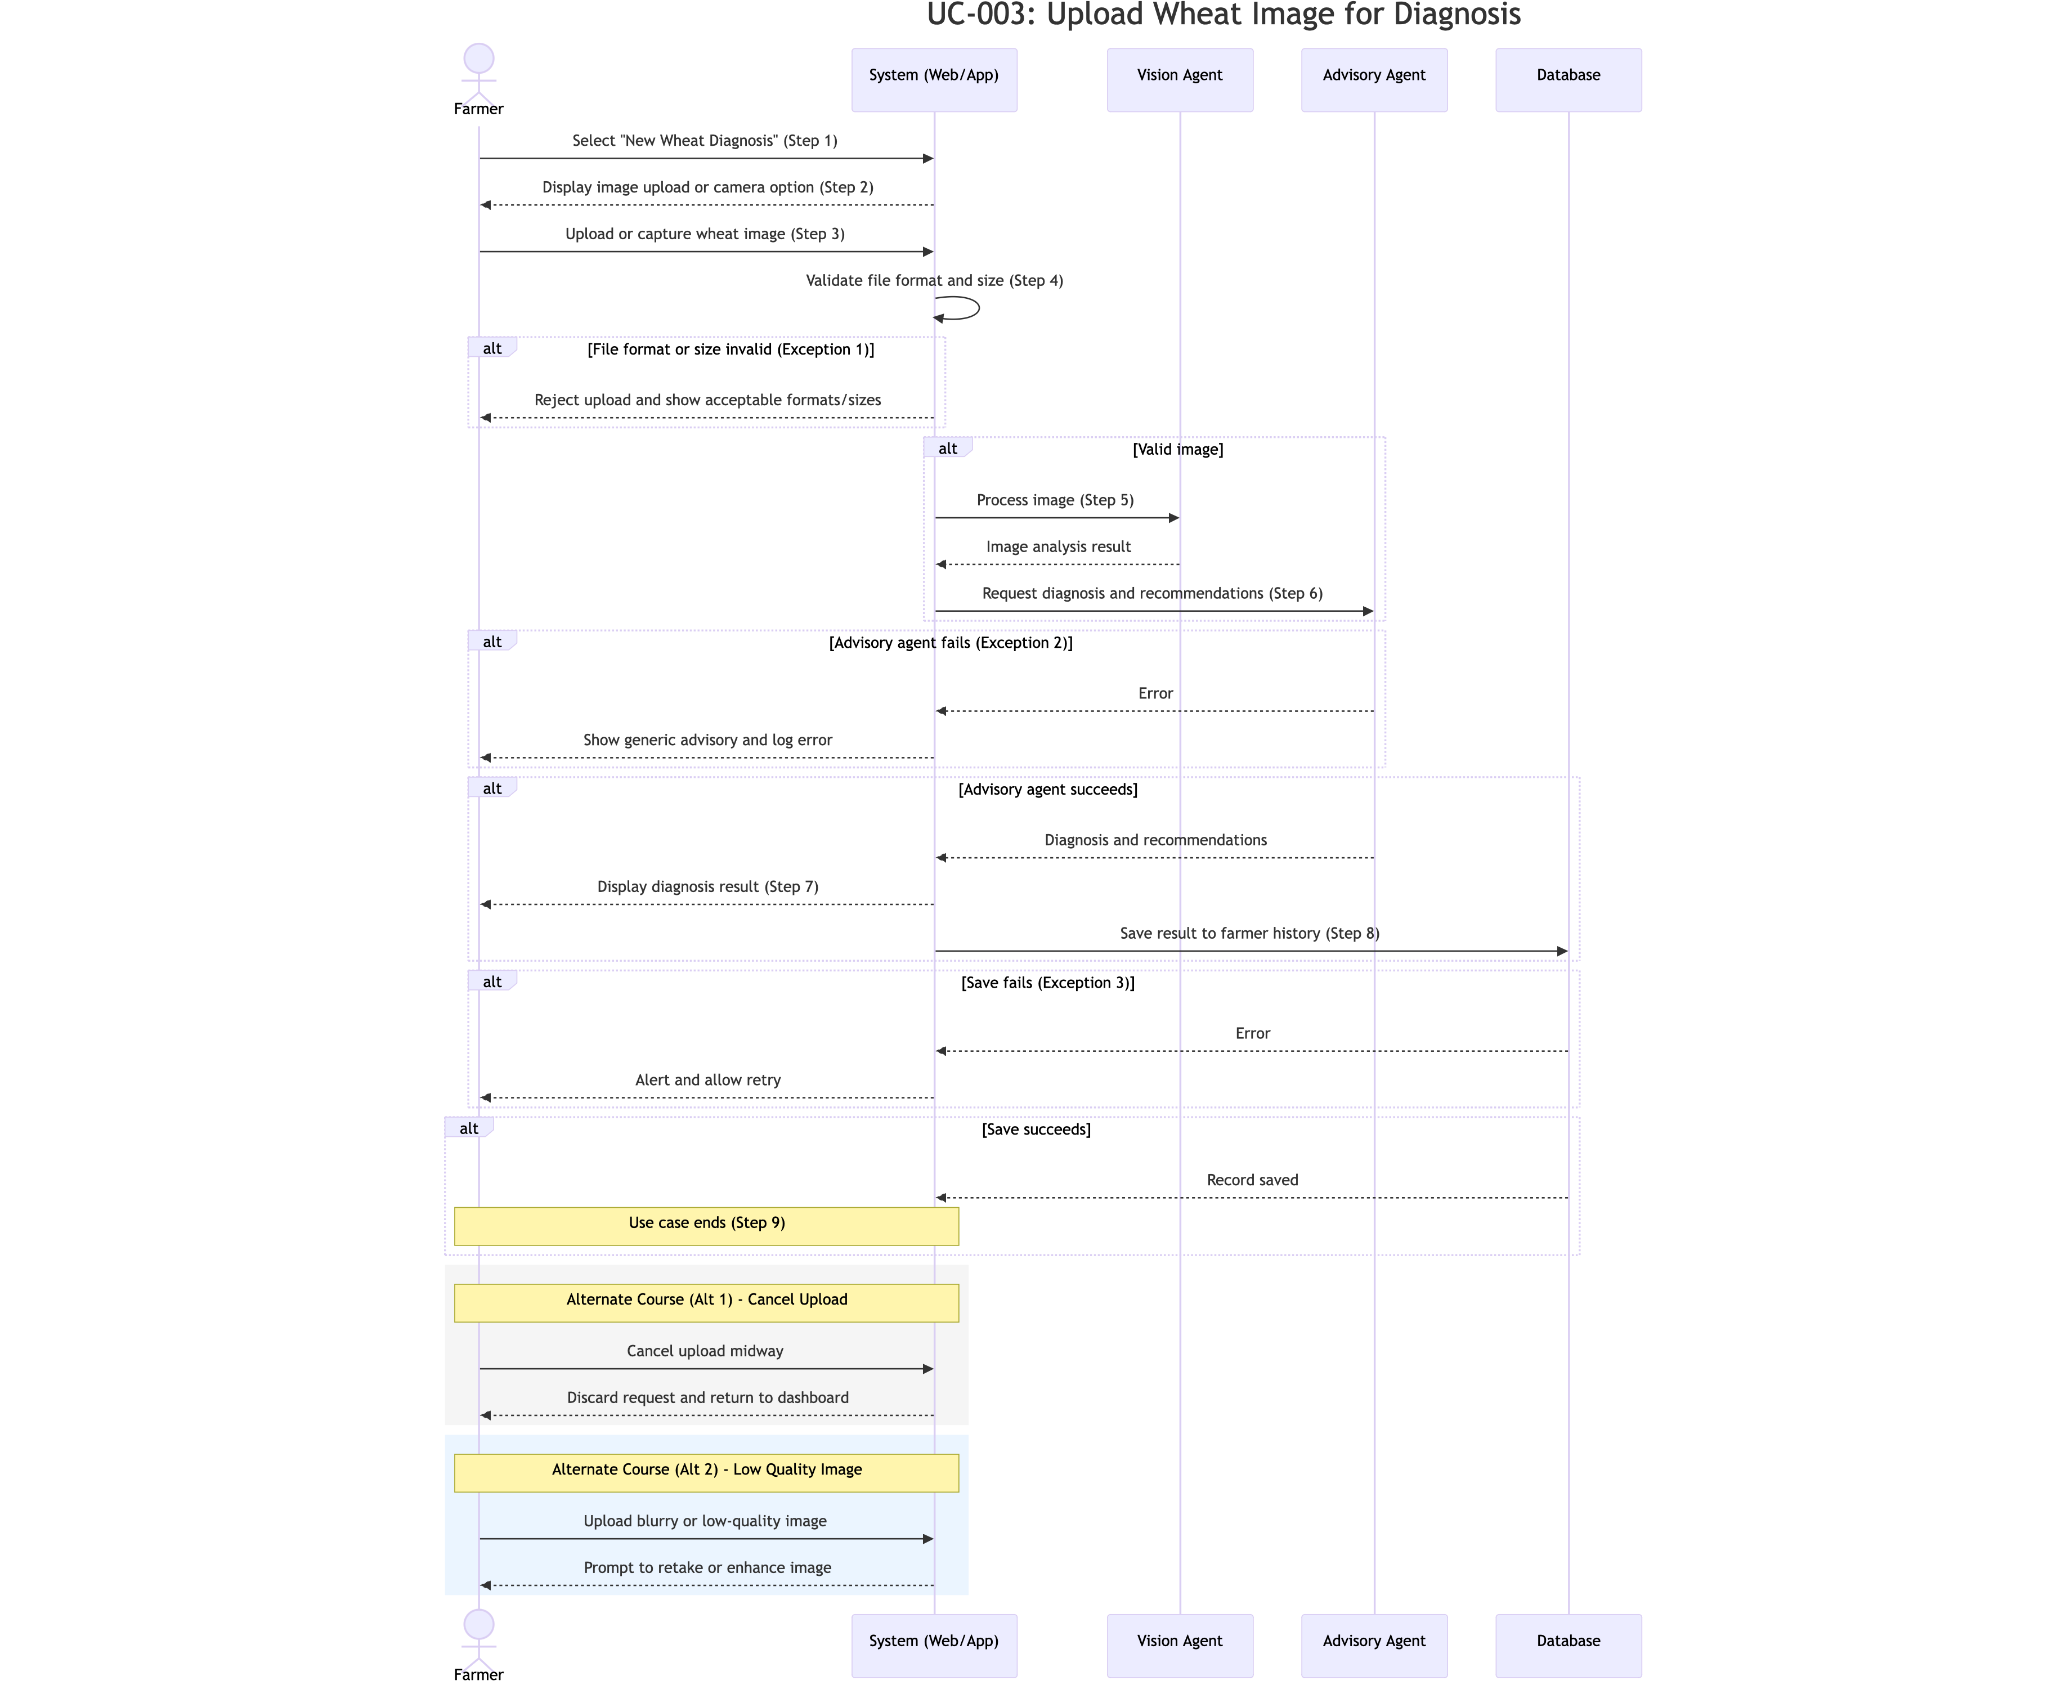 UC-003: Upload Wheat Image for Diagnosis
Farmer
System (Web/App)
Vision Agent
Advisory Agent
Database
Select "New Wheat Diagnosis" (Step 1)
Display image upload or camera option (Step 2)
Upload or capture wheat image (Step 3)
Validate file format and size (Step 4)
alt
[File format or size invalid (Exception 1)]
Reject upload and show acceptable formats/sizes
alt
[Valid image]
Process image (Step 5)
Image analysis result
Request diagnosis and recommendations (Step 6)
alt
[Advisory agent fails (Exception 2)]
Error
Show generic advisory and log error
alt
[Advisory agent succeeds]
Diagnosis and recommendations
Display diagnosis result (Step 7)
Save result to farmer history (Step 8)
alt
[Save fails (Exception 3)]
Error
Alert and allow retry
alt
[Save succeeds]
Record saved
Use case ends (Step 9)
Alternate Course (Alt 1) - Cancel Upload
Cancel upload midway
Discard request and return to dashboard
Alternate Course (Alt 2) - Low Quality Image
Upload blurry or low-quality image
Prompt to retake or enhance image
Farmer
System (Web/App)
Vision Agent
Advisory Agent
Database